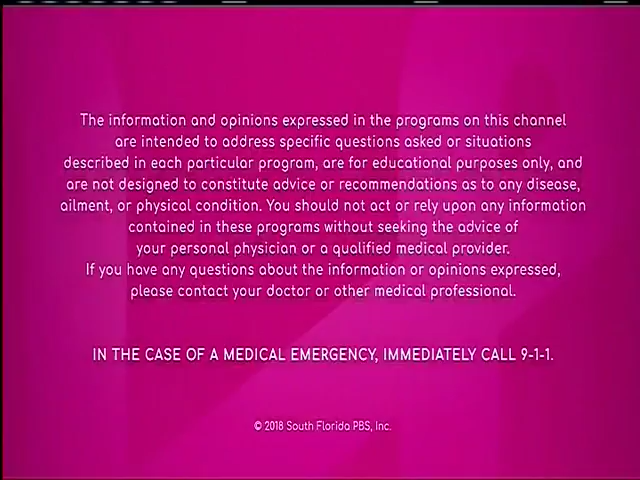 The information and opinions expressed in the programs on this channel
are intended to address specific questions asked or situations
described in each particular program, are for educational purposes only, and
are not designed to constitute advice or recommendations as to any disease,
ailment, or physical condition. You should not act or rely upon any information
contained in these programs without seeking the advice of
your personal physician or a qualified medical provider.
If you have any questions about the information or opinions expressed,
please contact your doctor or other medical professional.
IN THE CASE OF A MEDICAL EMERGENCY, IMMEDIATELY CALL 9-1-1.
© 2018 South Florida PBS, Inc.